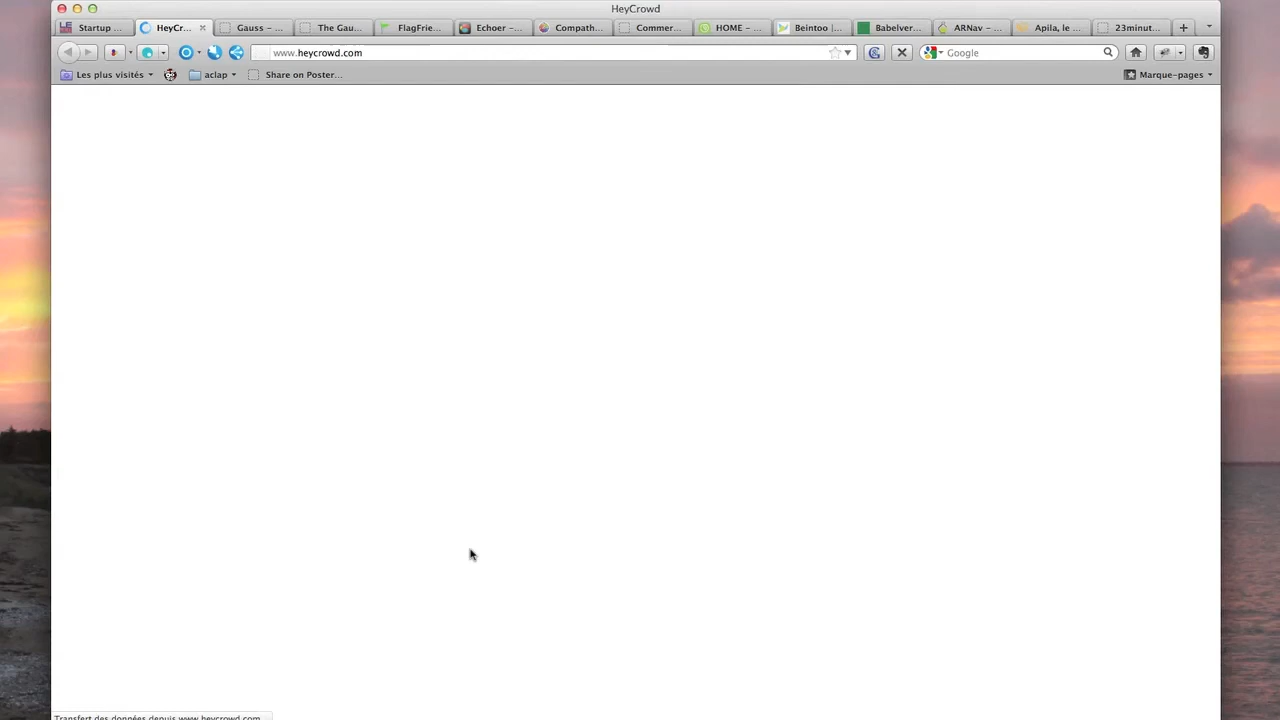 HeyCrowd
Startup ... HeyCr... Gauss – ... The Gau... FlagFrie... Echoer –... Compath... Commer... HOME – ... Beintoo |... Babelver... ARNav – ... Apila, le ... 23minut...
www.heycrowd.com Google
Les plus visités aclap Share on Poster... Marque-pages
Transfert des données depuis www.heycrowd.com...